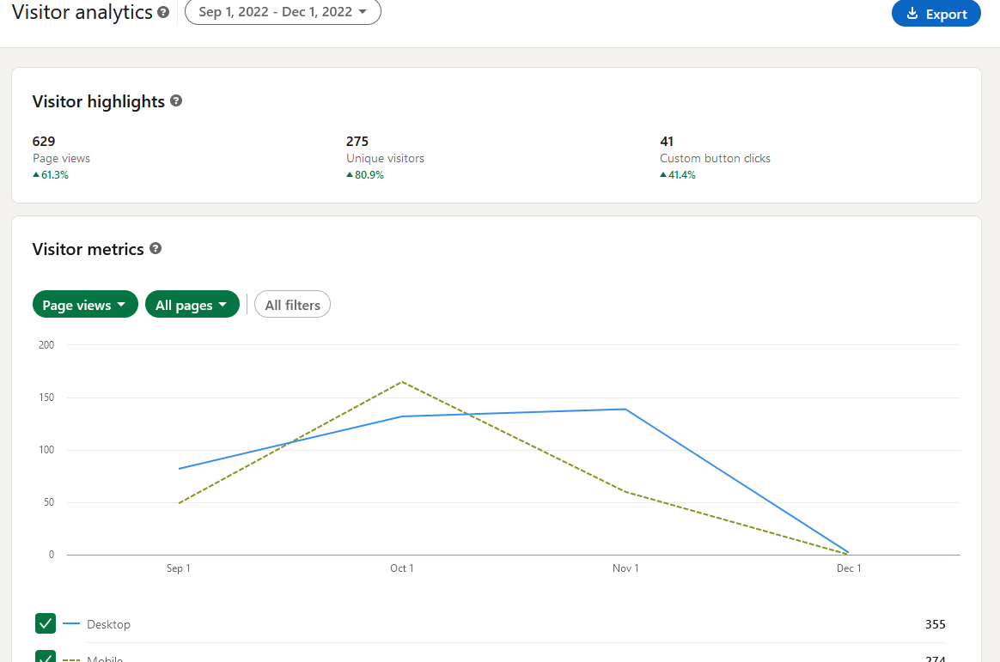 Visitor analytics
Sep 1, 2022 - Dec 1, 2022
Export
Visitor highlights
629
Page views
61.3%
275
Unique visitors
80.9%
41
Custom button clicks
41.4%
Visitor metrics
Page views
All pages
All filters
200
150
100
50
0
Sep 1
Oct 1
Nov 1
Dec 1
Desktop
355
Mobile
274